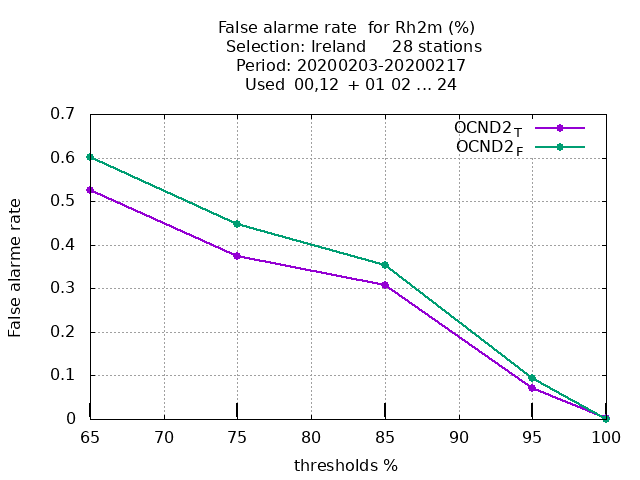 False alarme rate  for Rh2m (%)
Selection: Ireland     28 stations
Period: 20200203-20200217
Used  00,12  + 01 02 ... 24
OCND2T
OCND2F
0.7
0.6
0.5
0.4
0.3
0.2
0.1
0
False alarme rate
65 70 75 80 85 90 95 100
thresholds %